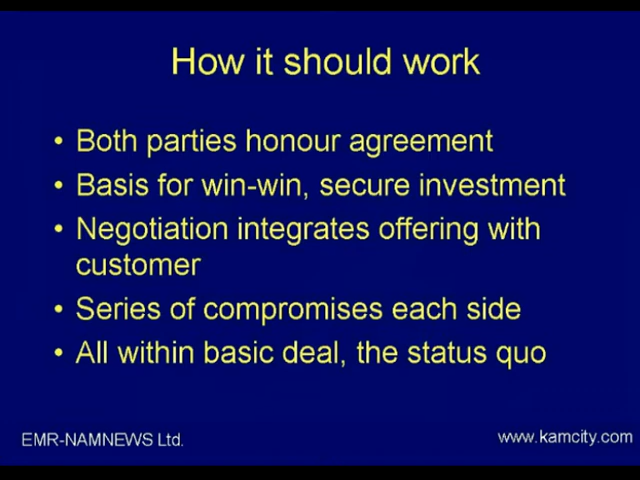 How it should work
• Both parties honour agreement
• Basis for win-win, secure investment
• Negotiation integrates offering with
customer
• Series of compromises each side
• All within basic deal, the status quo
EMR-NAMNEWS Ltd.
www.kamcity.com